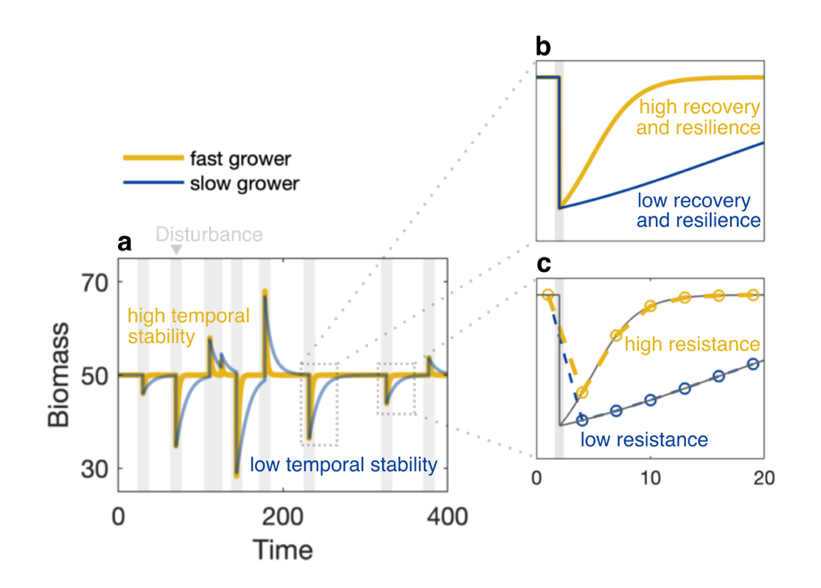 b
high recovery
and resilience
low recovery
and resilience
fast grower
slow grower
Disturbance
a
70
50
30
Biomass
high temporal
stability
low temporal stability
0
200
400
Time
c
high resistance
low resistance
0
10
20